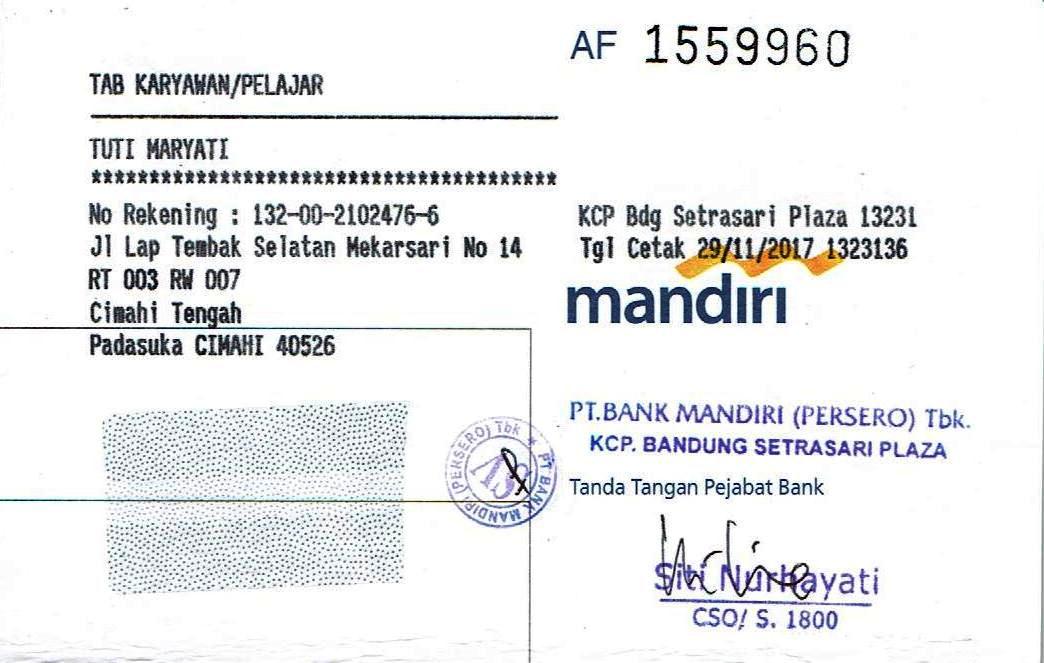 AF 1559960
TAB KARYAWAN/PELAJAR
TUTI MARYATI
****************************************
No Rekening : 132-00-2102476-6
Jl Lap Tembak Selatan Mekarsari No 14
RT 003 RW 007
Cimahi Tengah
Padasuka CIMAHI 40526
KCP Bdg Setrasari Plaza 13231
Tgl Cetak 29/11/2017 1323136
mandiri
PT.BANK MANDIRI (PERSERO) Tbk.
KCP. BANDUNG SETRASARI PLAZA
PT BANK MANDIRI (PERSERO) Tbk *
Tanda Tangan Pejabat Bank
Siti Nurhayati
CSO/ S. 1800